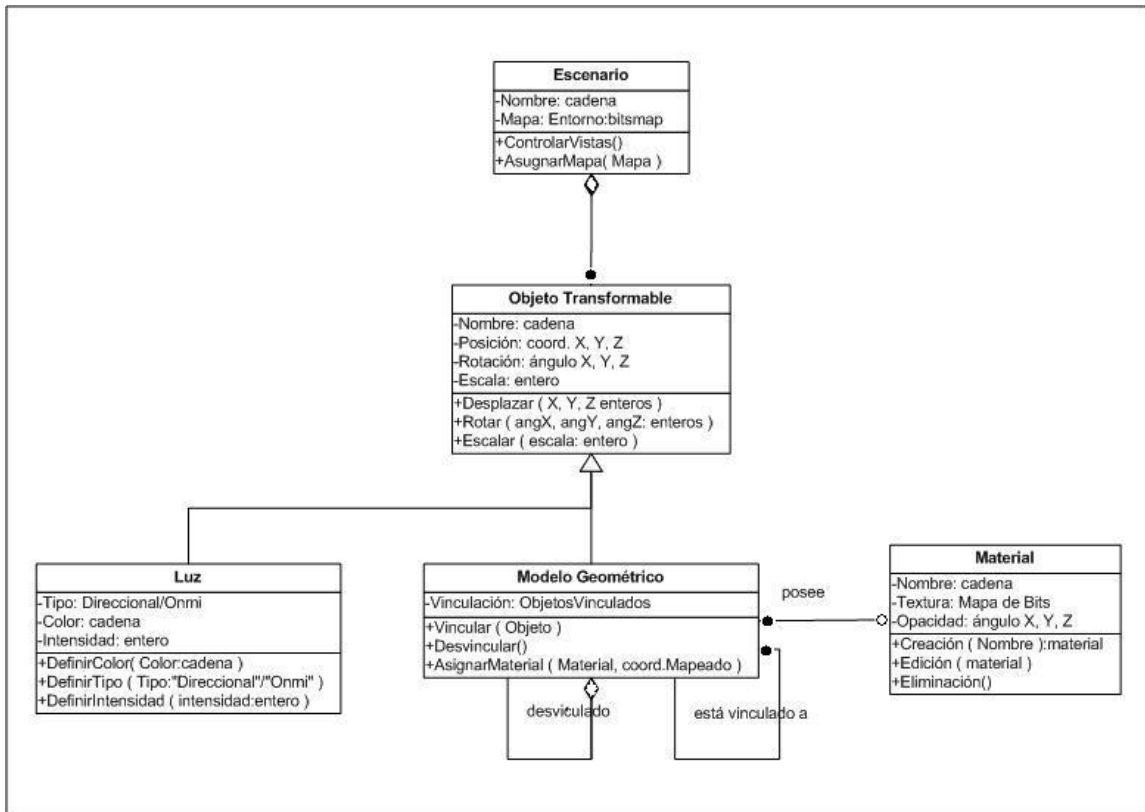 Escenario
-Nombre: cadena
-Mapa: Entorno:bitsmap
+ControlarVistas()
+AsugnarMapa( Mapa )
Objeto Transformable
-Nombre: cadena
-Posición: coord. X, Y, Z
-Rotación: ángulo X, Y, Z
-Escala: entero
+Desplazar ( X, Y, Z enteros )
+Rotar ( angX, angY, angZ: enteros )
+Escalar ( escala: entero )
Luz
-Tipo: Direccional/Onmi
-Color: cadena
-Intensidad: entero
+DefinirColor( Color:cadena )
+DefinirTipo ( Tipo:"Direccional"/"Onmi" )
+DefinirIntensidad ( intensidad:entero )
Modelo Geométrico
-Vinculación: ObjetosVinculados
+Vincular ( Objeto )
+Desvincular()
+AsignarMaterial ( Material, coord.Mapeado )
desviculado
está vinculado a
posee
Material
-Nombre: cadena
-Textura: Mapa de Bits
-Opacidad: ángulo X, Y, Z
+Creación ( Nombre ):material
+Edición ( material )
+Eliminación()